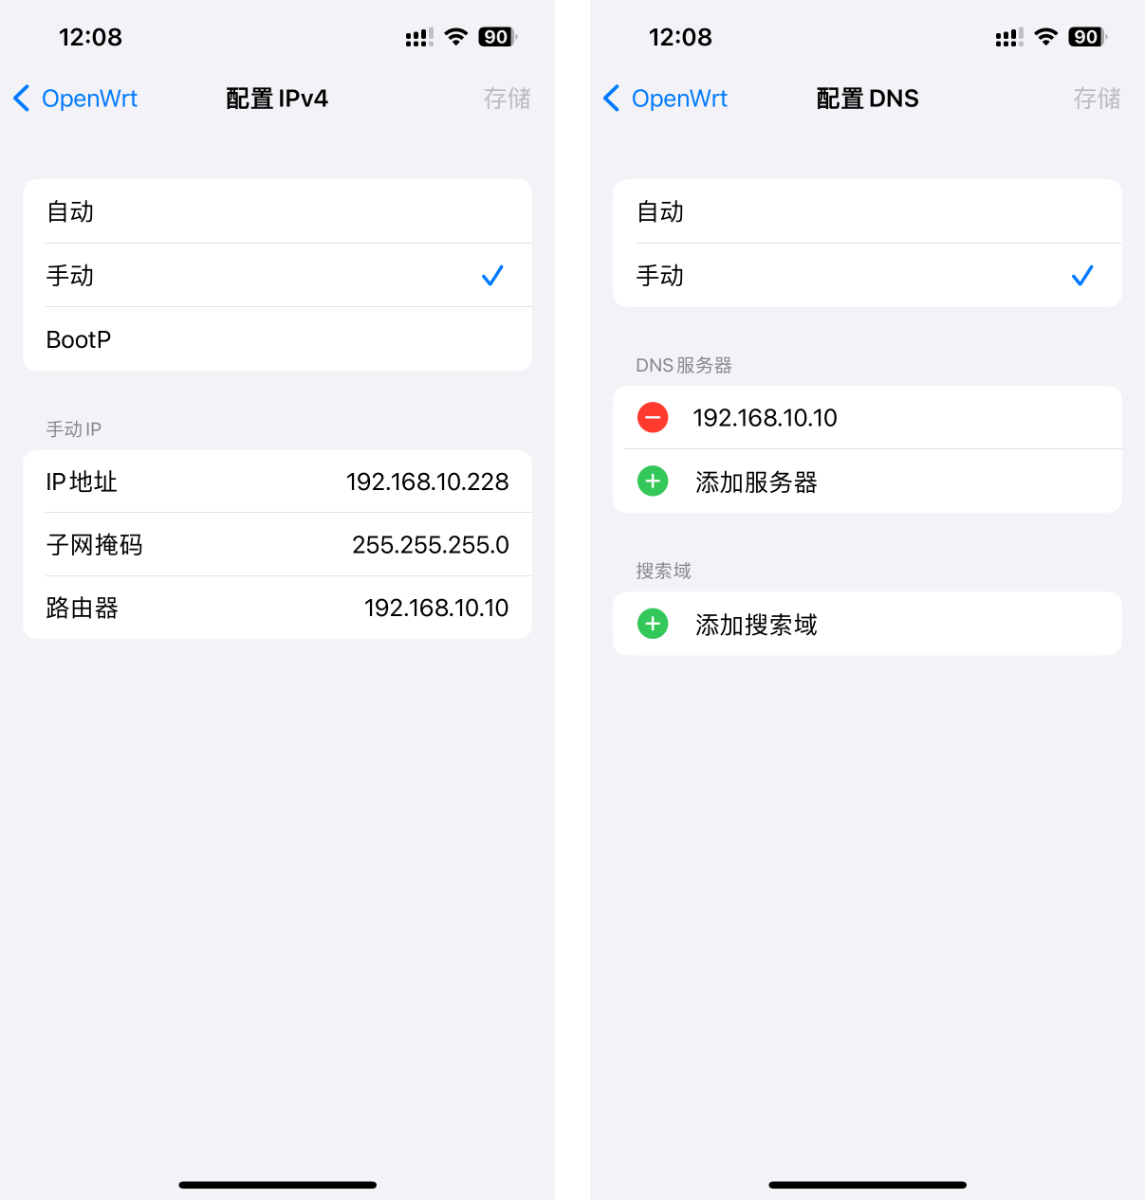 12:08
90
OpenWrt
配置 IPv4
存储
自动
手动
BootP
手动 IP
IP 地址
192.168.10.228
子网掩码
255.255.255.0
路由器
192.168.10.10
12:08
90
OpenWrt
配置 DNS
存储
自动
手动
DNS 服务器
192.168.10.10
添加服务器
搜索域
添加搜索域